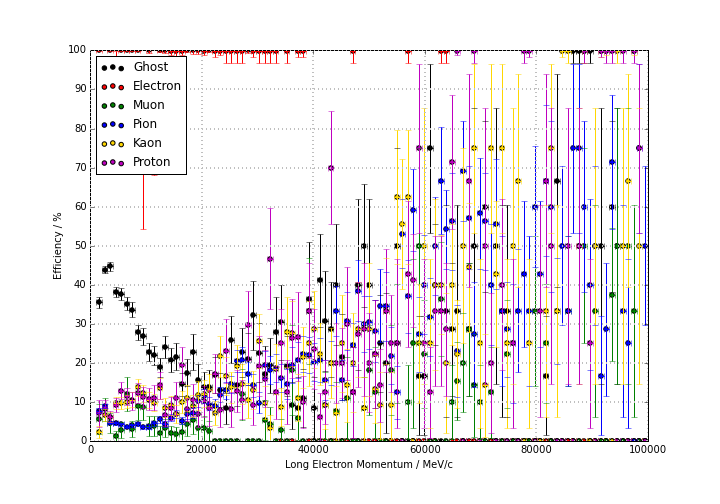 100
90
80
70
60
50
40
30
20
10
0
Efficiency / %
Ghost
Electron
Muon
Pion
Kaon
Proton
0 20000 40000 60000 80000 100000
Long Electron Momentum / MeV/c